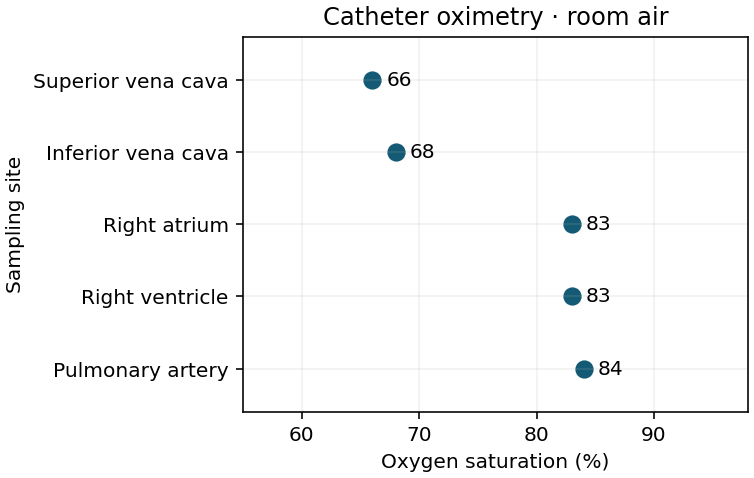 Catheter oximetry · room air
Sampling site
Superior vena cava 66
Inferior vena cava 68
Right atrium 83
Right ventricle 83
Pulmonary artery 84
60 70 80 90
Oxygen saturation (%)